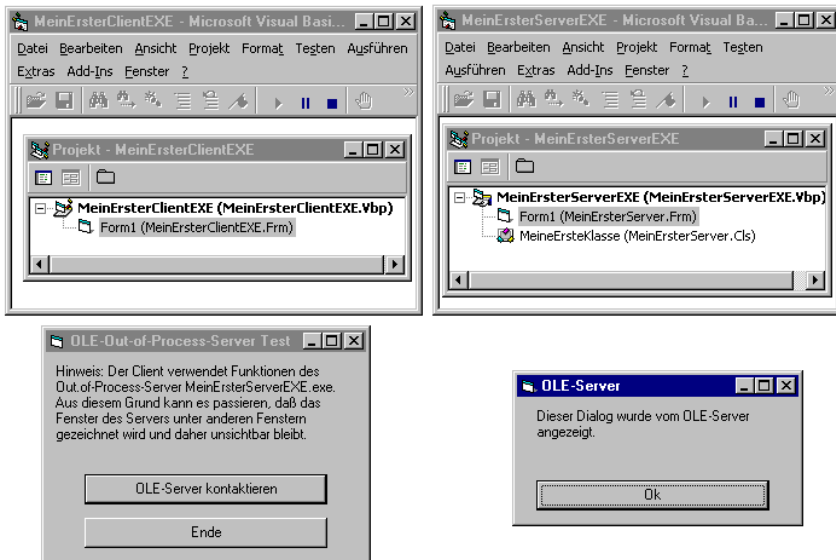 MeinErsterClientEXE - Microsoft Visual Basi...
Datei Bearbeiten Ansicht Projekt Format Testen Ausführen
Extras Add-Ins Fenster ?
Projekt - MeinErsterClientEXE
MeinErsterClientEXE (MeinErsterClientEXE.Vbp)
Form1 (MeinErsterClientEXE.Frm)
MeinErsterServerEXE - Microsoft Visual Ba...
Datei Bearbeiten Ansicht Projekt Format Testen
Ausführen Extras Add-Ins Fenster ?
Projekt - MeinErsterServerEXE
MeinErsterServerEXE (MeinErsterServerEXE.Vbp)
Form1 (MeinErsterServer.Frm)
MeineErsteKlasse (MeinErsterServer.Cls)
OLE-Out-of-Process-Server Test
Hinweis: Der Client verwendet Funktionen des
Out.of-Process-Server MeinErsterServerEXE.exe.
Aus diesem Grund kann es passieren, daß das
Fenster des Servers unter anderen Fenstern
gezeichnet wird und daher unsichtbar bleibt.
OLE-Server kontaktieren
Ende
OLE-Server
Dieser Dialog wurde vom OLE-Server
angezeigt.
Ok